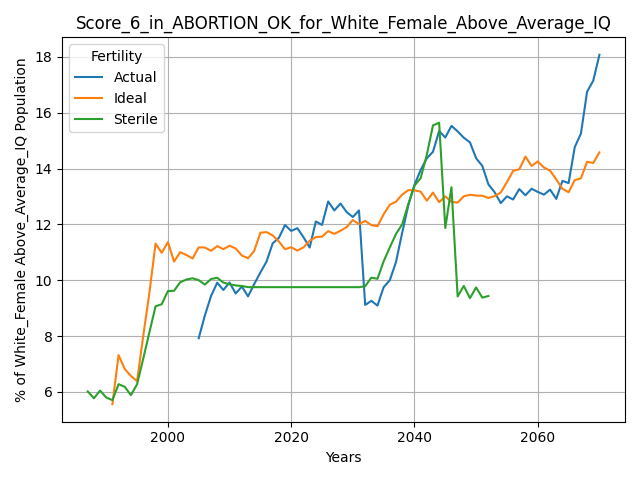 Score_6_in_ABORTION_OK_for_White_Female_Above_Average_IQ
% of White_Female Above_Average_IQ Population
Fertility
Actual
Ideal
Sterile
18
16
14
12
10
8
6
2000
2020
2040
2060
Years